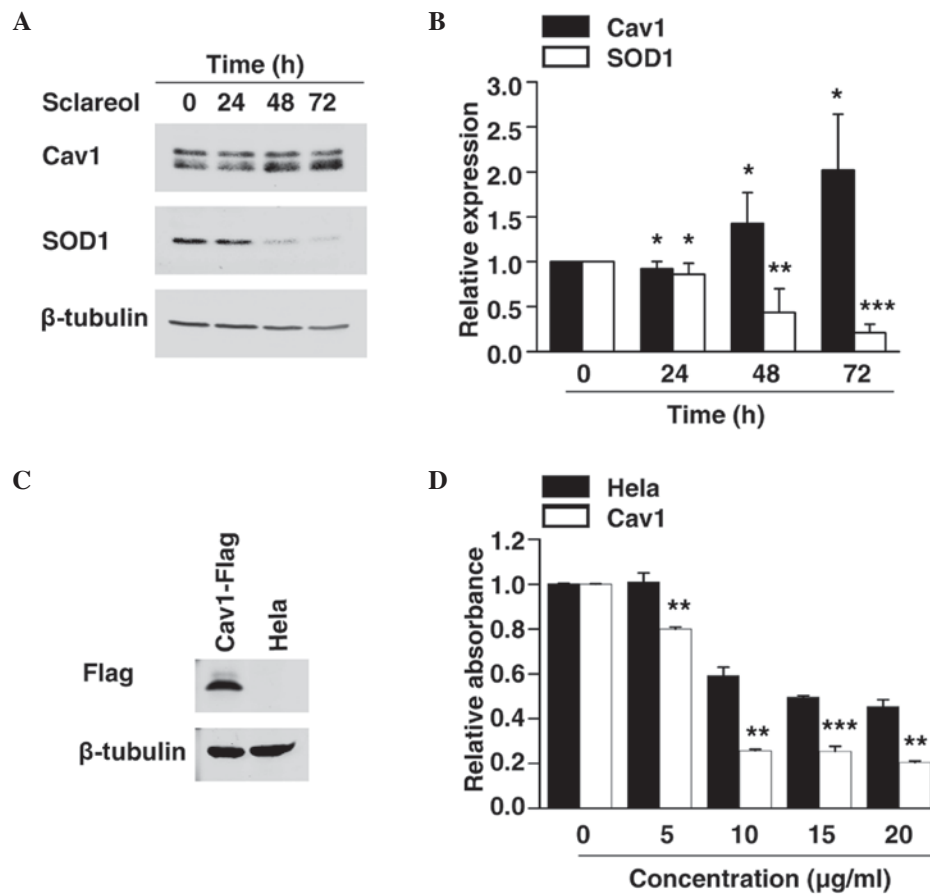 A
Time (h)
Sclareol 0 24 48 72
Cav1
SOD1
β-tubulin
B
Cav1
SOD1
Relative expression
3.0
2.5
2.0
1.5
1.0
0.5
0.0
* * * ** * ***
0 24 48 72
Time (h)
C
Cav1-Flag
Hela
Flag
β-tubulin
D
Hela
Cav1
Relative absorbance
1.2
1.0
0.8
0.6
0.4
0.2
0.0
** ** *** **
0 5 10 15 20
Concentration (µg/ml)